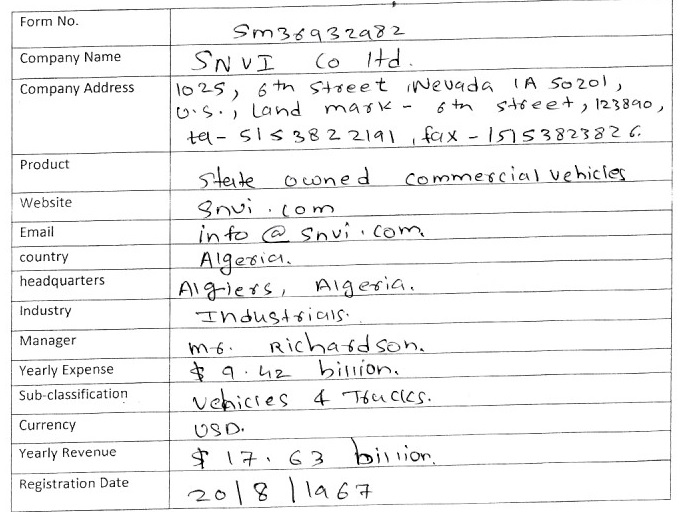 Form No. Sm36932982
Company Name SNVI Co ltd.
Company Address 1025, 6th street, Nevada IA 50201,
U.S., Land mark - 6th street, 123890,
tel - 5153822191, fax - 15153823826.
Product State owned commercial vehicles
Website Snvi.com
Email info@snvi.com.
country Algeria.
headquarters Algiers, Algeria.
Industry Industrials.
Manager mr. Richardson.
Yearly Expense $ 9.42 billion.
Sub-classification vehicles & Trucks.
Currency USD.
Yearly Revenue $ 17.63 billion.
Registration Date 20/8/1967